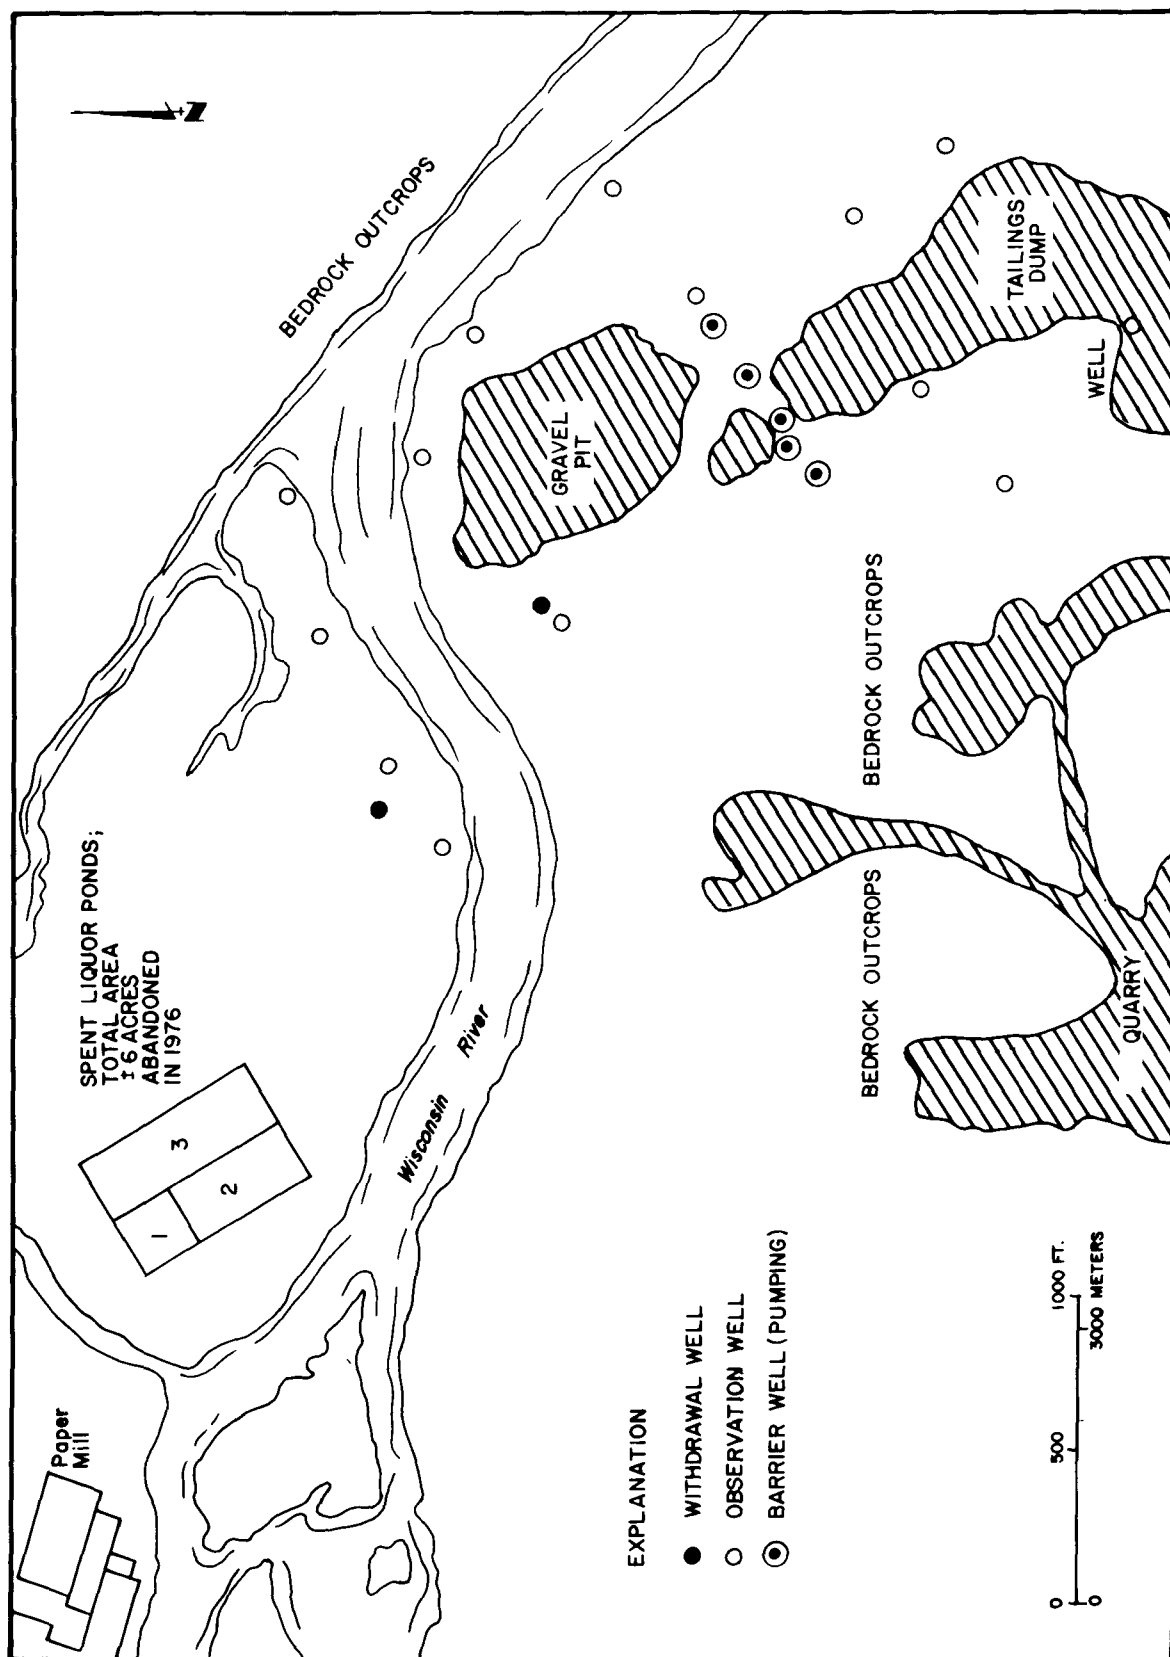 N
BEDROCK OUTCROPS
SPENT LIQUOR PONDS;
TOTAL AREA
± 6 ACRES
ABANDONED
IN 1976
1
2
3
Paper
Mill
Wisconsin River
GRAVEL
PIT
TAILINGS
DUMP
WELL
BEDROCK OUTCROPS
BEDROCK OUTCROPS
QUARRY
EXPLANATION
WITHDRAWAL WELL
OBSERVATION WELL
BARRIER WELL (PUMPING)
0 500 1000 FT.
0 3000 METERS